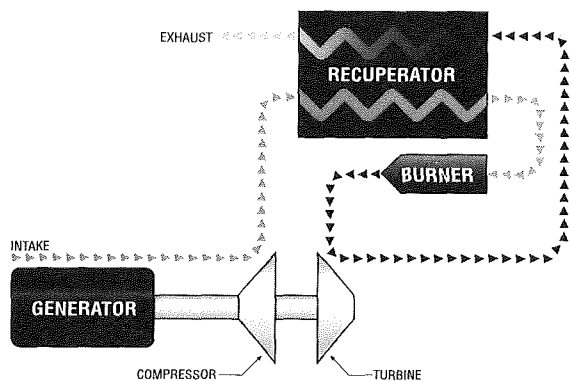 EXHAUST
RECUPERATOR
BURNER
INTAKE
GENERATOR
COMPRESSOR
TURBINE